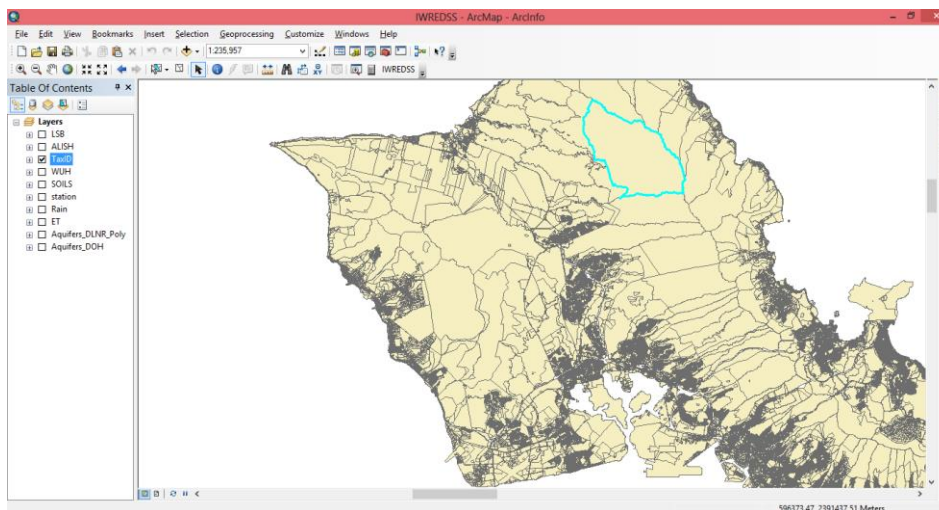 IWREDSS - ArcMap - ArcInfo
File Edit View Bookmarks Insert Selection Geoprocessing Customize Windows Help
1:235,957
IWREDSS
Table Of Contents
Layers
LSB
ALISH
TaxID
WUH
SOILS
station
Rain
ET
Aquifers_DLNR_Poly
Aquifers_DOH
596373.47 2391437.51 Meters